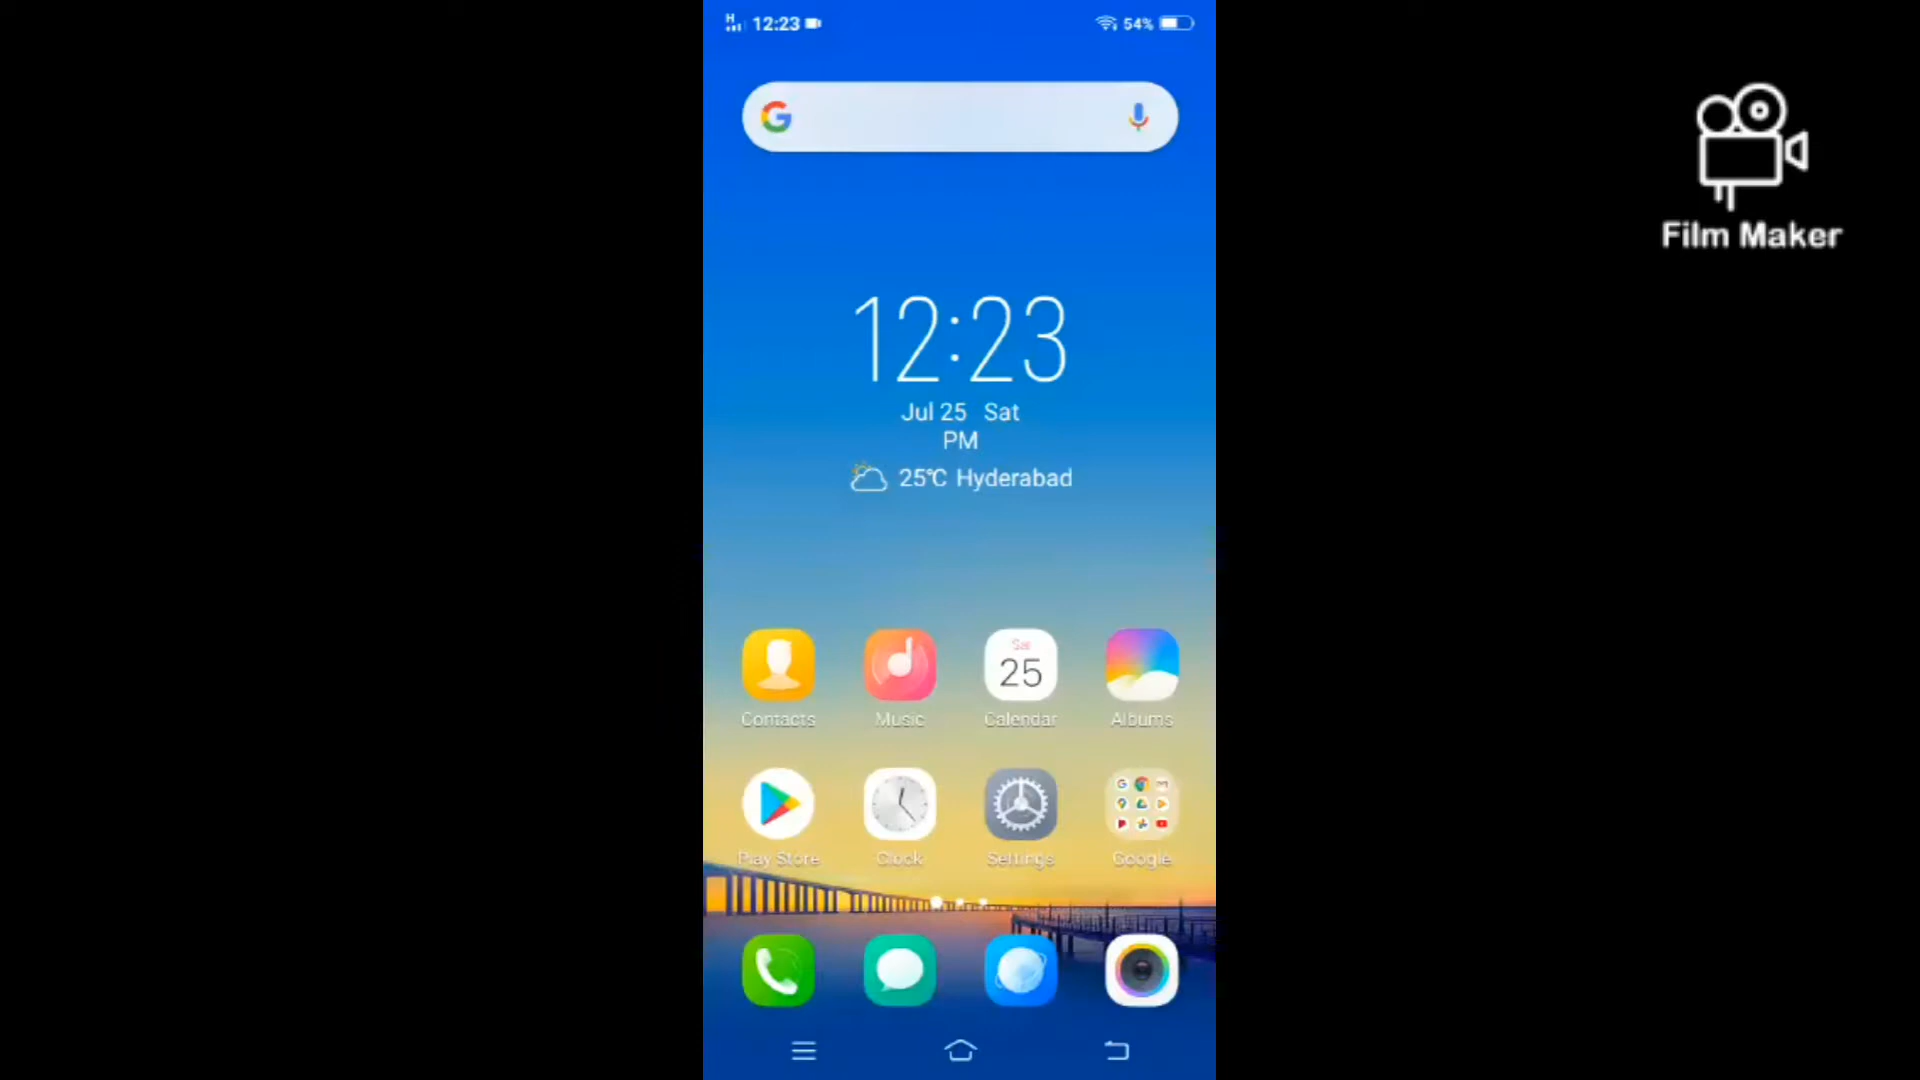 H 12:23
54%
Film Maker
12:23
Jul 25 Sat
PM
25℃ Hyderabad
Sat
25
Contacts Music Calendar Albums
Play Store Clock Settings Google